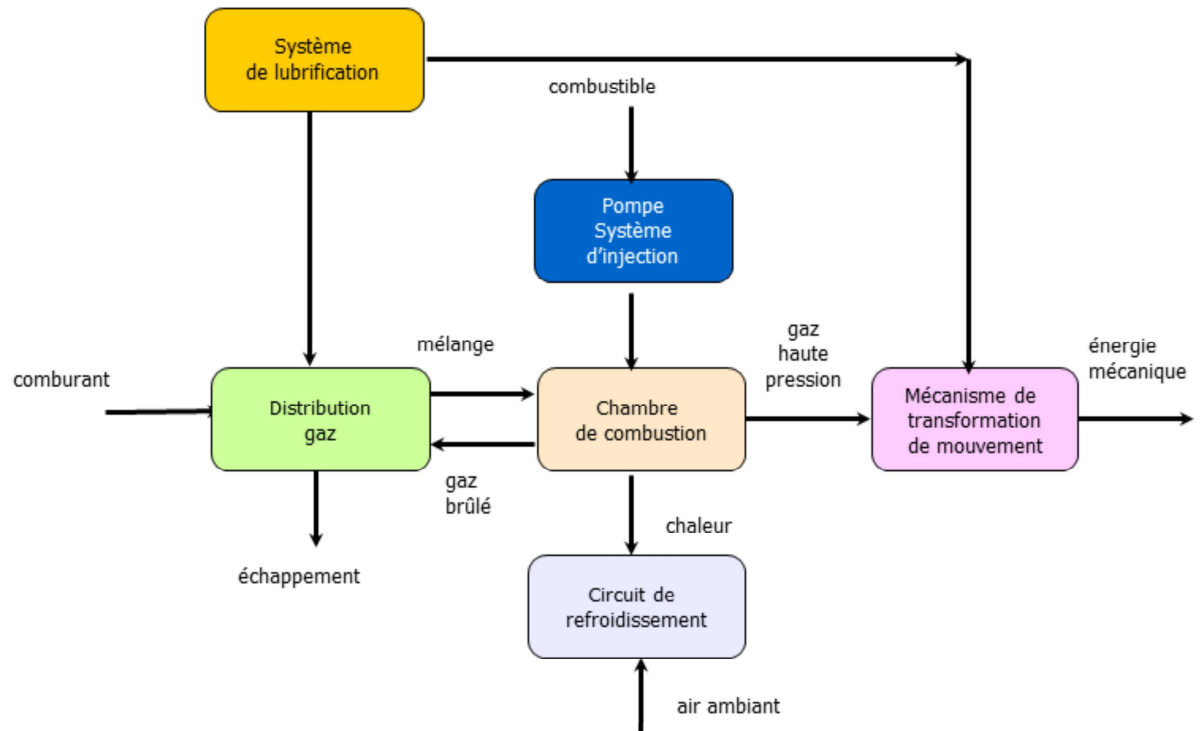 Système
de lubrification
combustible
Pompe
Système
d'injection
mélange
gaz
haute
pression
énergie
mécanique
comburant
Distribution
gaz
Chambre
de combustion
Mécanisme de
transformation
de mouvement
gaz
brûlé
chaleur
échappement
Circuit de
refroidissement
air ambiant